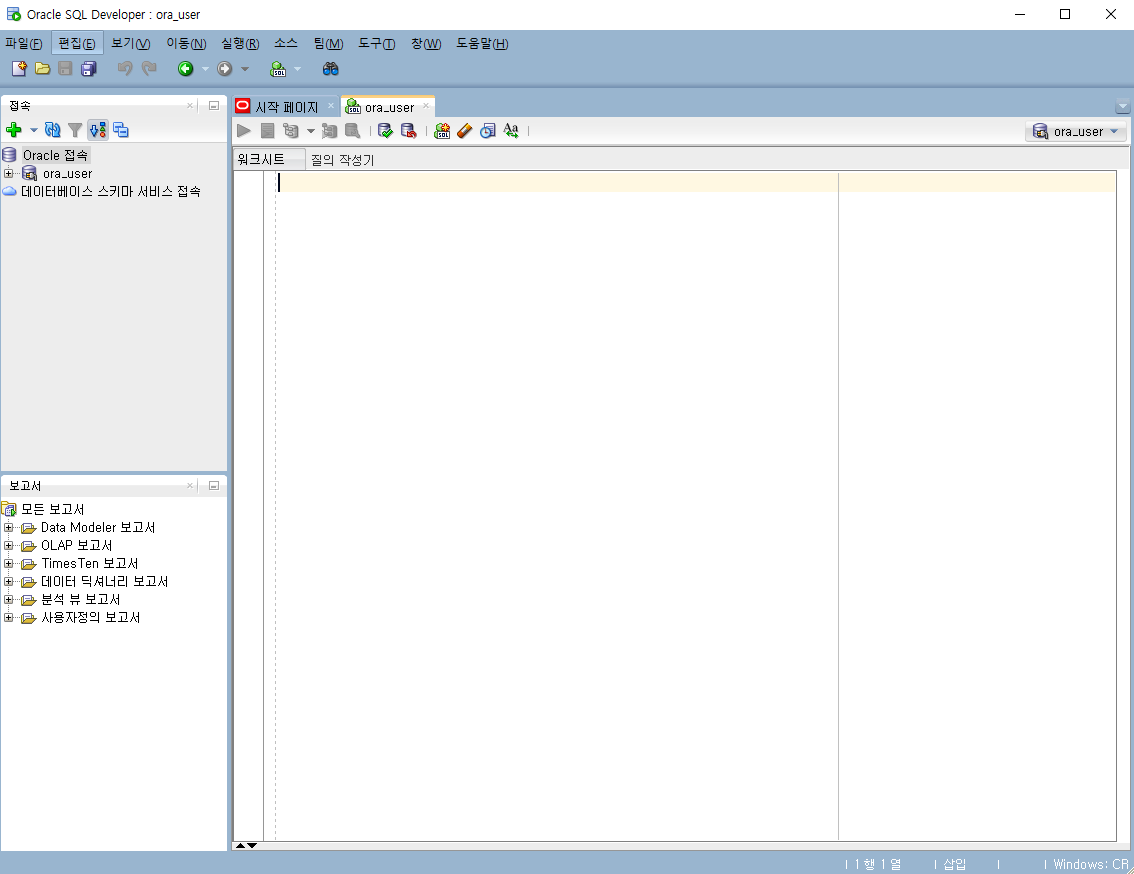 Oracle SQL Developer : ora_user
파일(F) 편집(E) 보기(V) 이동(N) 실행(R) 소스 팀(M) 도구(T) 창(W) 도움말(H)
접속
Oracle 접속
ora_user
데이터베이스 스키마 서비스 접속
보고서
모든 보고서
Data Modeler 보고서
OLAP 보고서
TimesTen 보고서
데이터 딕셔너리 보고서
분석 뷰 보고서
사용자정의 보고서
시작 페이지 ora_user
ora_user
워크시트 질의 작성기
1 행 1 열 삽입 Windows: CR